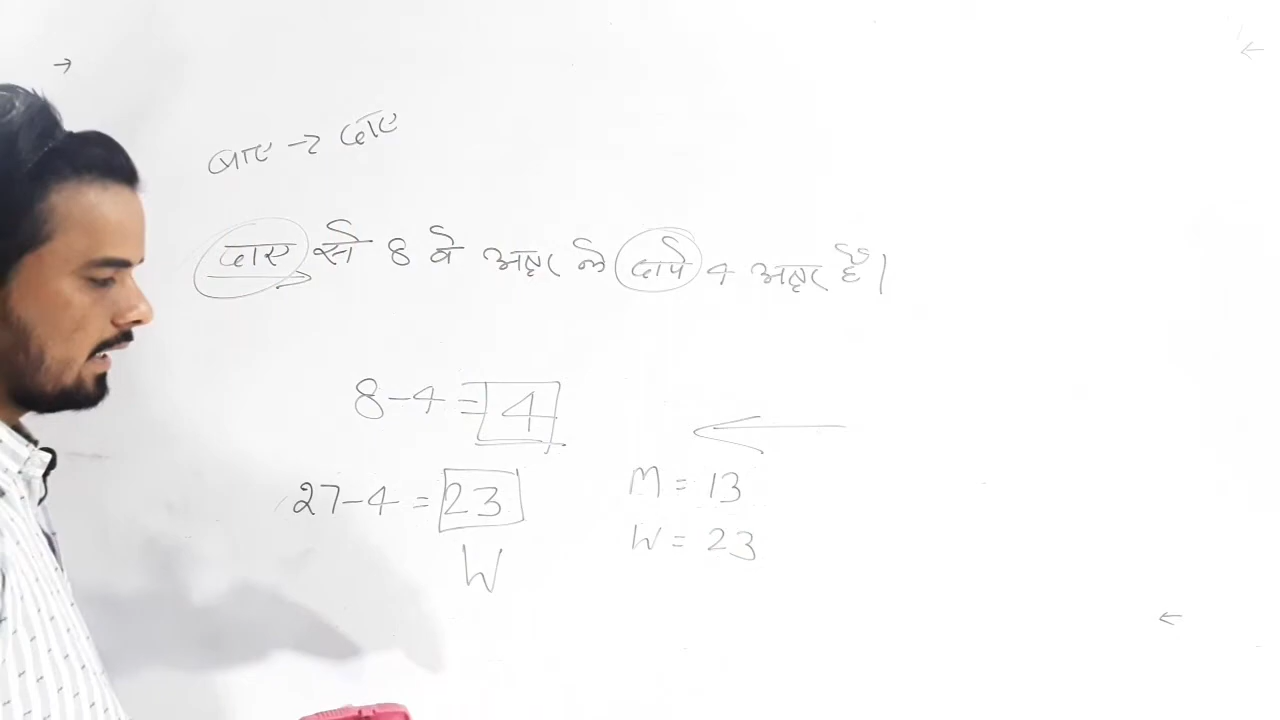 बाए → दाए
दाए से 8 वे अक्षर के दाये 4 अक्षर है।
8-4 = 4
27-4 = 23
W
M = 13
W = 23